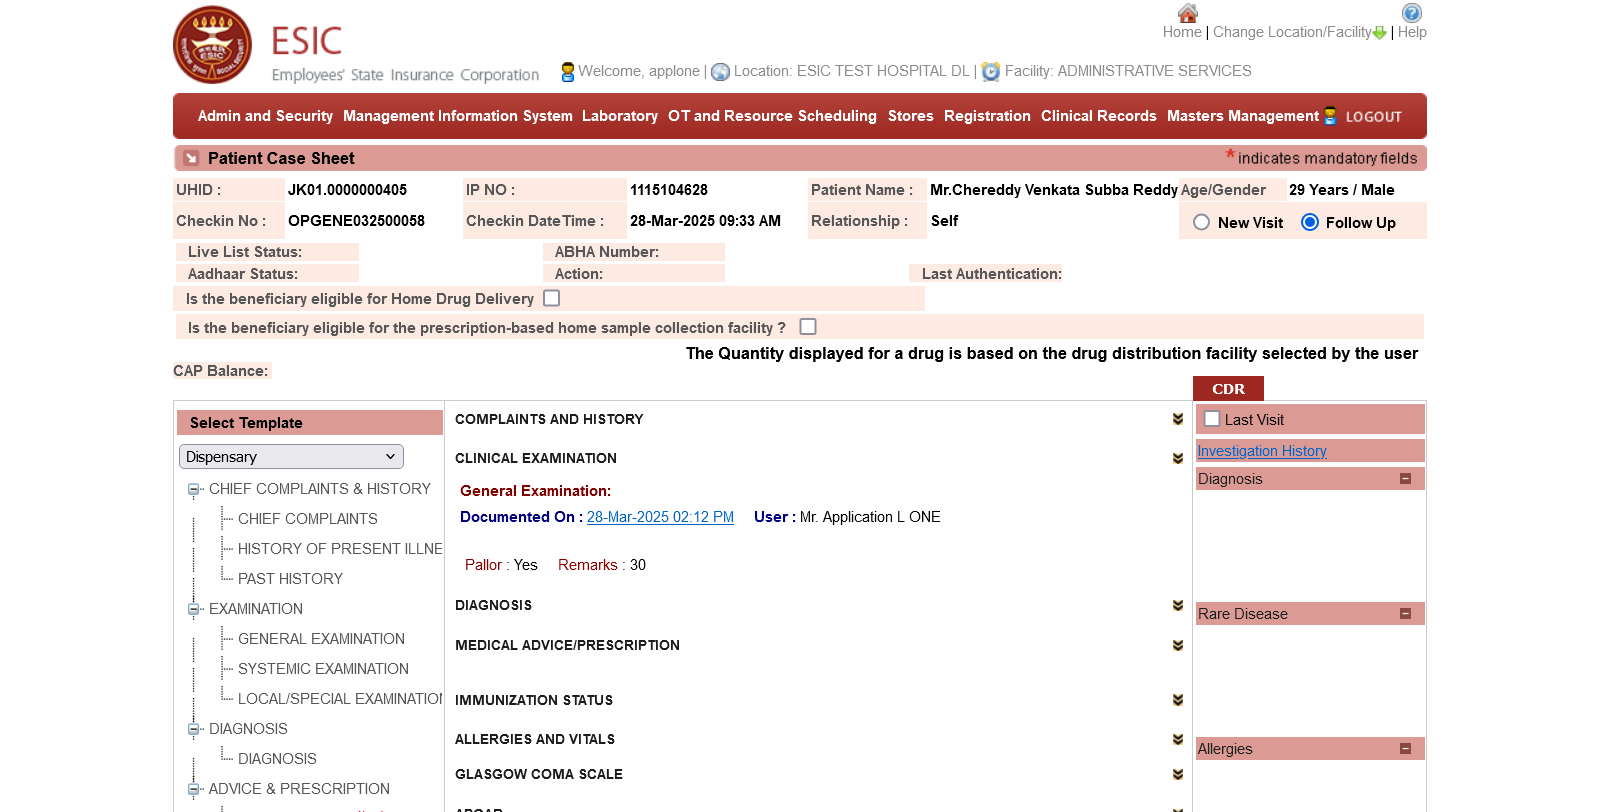 Home | Change Location/Facility | Help
ESIC
Employees' State Insurance Corporation
Welcome, applone | Location: ESIC TEST HOSPITAL DL | Facility: ADMINISTRATIVE SERVICES
Admin and Security Management Information System Laboratory OT and Resource Scheduling Stores Registration Clinical Records Masters Management LOGOUT
Patient Case Sheet
*indicates mandatory fields
UHID : JK01.0000000405 IP NO : 1115104628 Patient Name : Mr.Chereddy Venkata Subba Reddy Age/Gender 29 Years / Male
Checkin No : OPGENE032500058 Checkin DateTime : 28-Mar-2025 09:33 AM Relationship : Self New Visit Follow Up
Live List Status: ABHA Number:
Aadhaar Status: Action: Last Authentication:
Is the beneficiary eligible for Home Drug Delivery
Is the beneficiary eligible for the prescription-based home sample collection facility ?
The Quantity displayed for a drug is based on the drug distribution facility selected by the user
CAP Balance:
CDR
Select Template
Dispensary
CHIEF COMPLAINTS & HISTORY
CHIEF COMPLAINTS
HISTORY OF PRESENT ILLNE
PAST HISTORY
EXAMINATION
GENERAL EXAMINATION
SYSTEMIC EXAMINATION
LOCAL/SPECIAL EXAMINATION
DIAGNOSIS
DIAGNOSIS
ADVICE & PRESCRIPTION
COMPLAINTS AND HISTORY
CLINICAL EXAMINATION
General Examination:
Documented On : 28-Mar-2025 02:12 PM User : Mr. Application L ONE
Pallor : Yes Remarks : 30
DIAGNOSIS
MEDICAL ADVICE/PRESCRIPTION
IMMUNIZATION STATUS
ALLERGIES AND VITALS
GLASGOW COMA SCALE
APGAR
Last Visit
Investigation History
Diagnosis
Rare Disease
Allergies